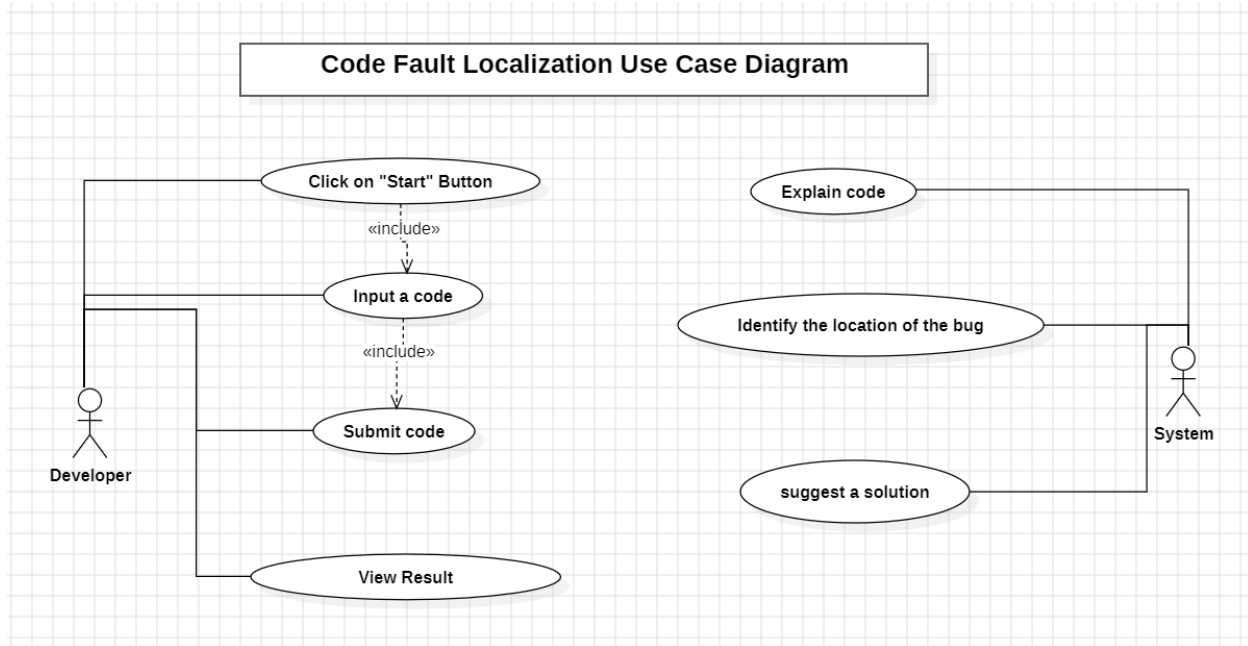 Code Fault Localization Use Case Diagram
Click on "Start" Button
Explain code
«include»
Input a code
Identify the location of the bug
«include»
Submit code
System
Developer
suggest a solution
View Result